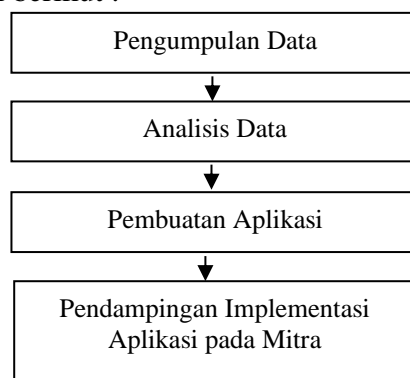 Pengumpulan Data
Analisis Data
Pembuatan Aplikasi
Pendampingan Implementasi
Aplikasi pada Mitra